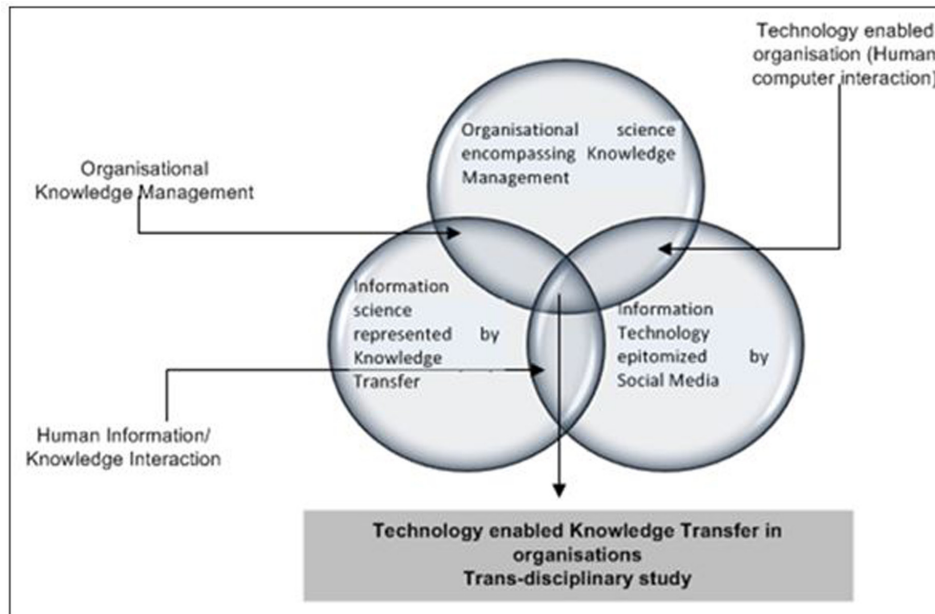 Technology enabled
organisation (Human
computer interaction)
Organisational science
encompassing Knowledge
Management
Organisational
Knowledge Management
Information
science
represented by
Knowledge
Transfer
Information
Technology
epitomized by
Social Media
Human Information/
Knowledge Interaction
Technology enabled Knowledge Transfer in
organisations
Trans-disciplinary study